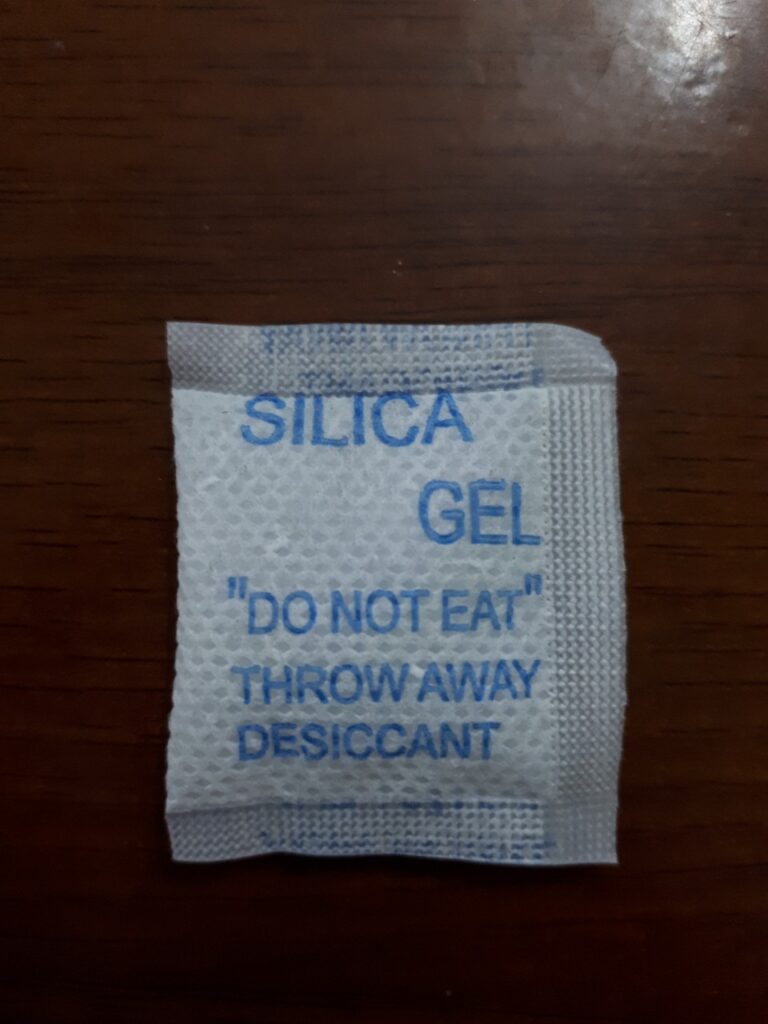 SILICA
GEL
"DO NOT EAT"
THROW AWAY
DESICCANT